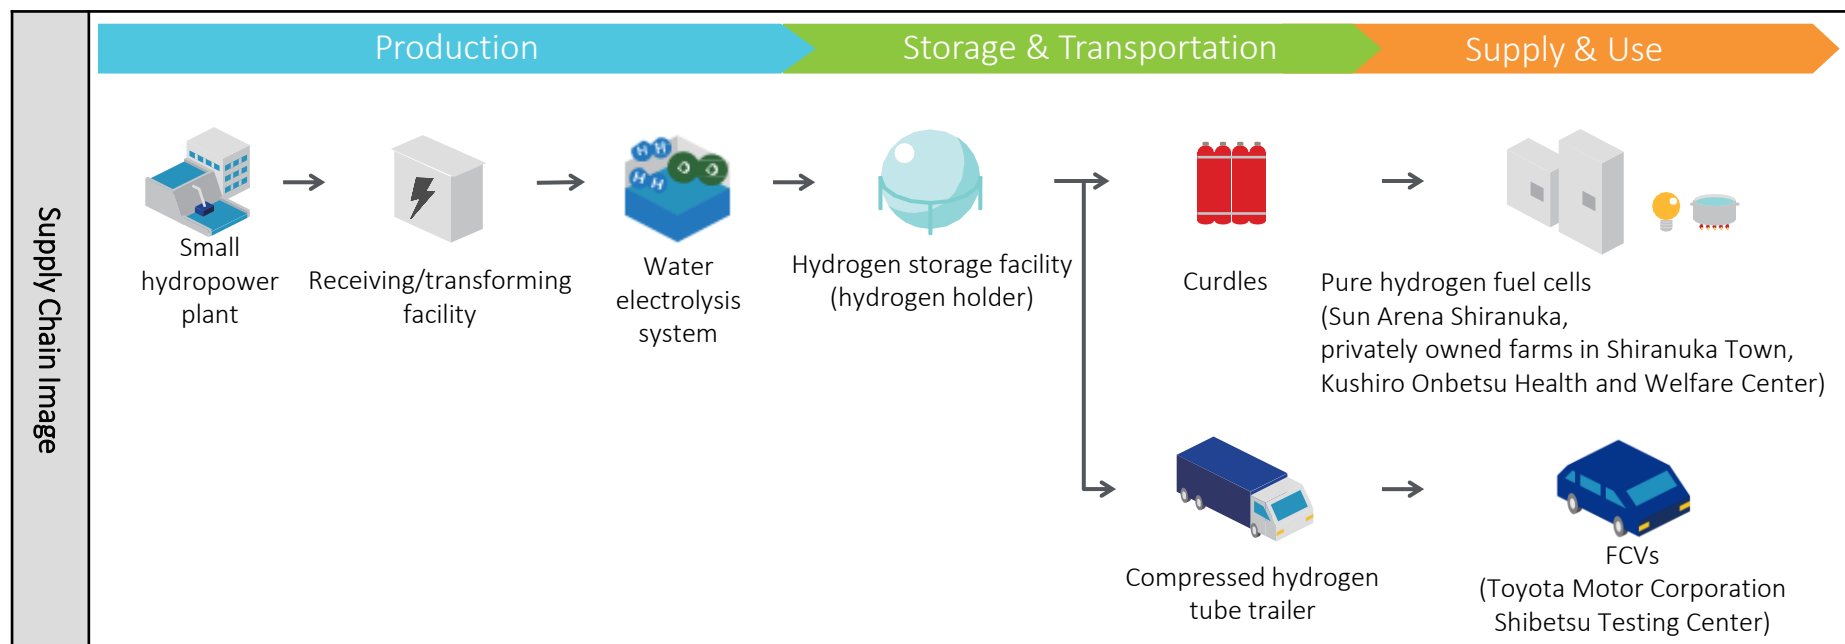 Production
Storage & Transportation
Supply & Use
Supply Chain Image
Small
hydropower
plant
Receiving/transforming
facility
Water
electrolysis
system
Hydrogen storage facility
(hydrogen holder)
Curdles
Pure hydrogen fuel cells
(Sun Arena Shiranuka,
privately owned farms in Shiranuka Town,
Kushiro Onbetsu Health and Welfare Center)
Compressed hydrogen
tube trailer
FCVs
(Toyota Motor Corporation
Shibetsu Testing Center)
H H
H H
O O